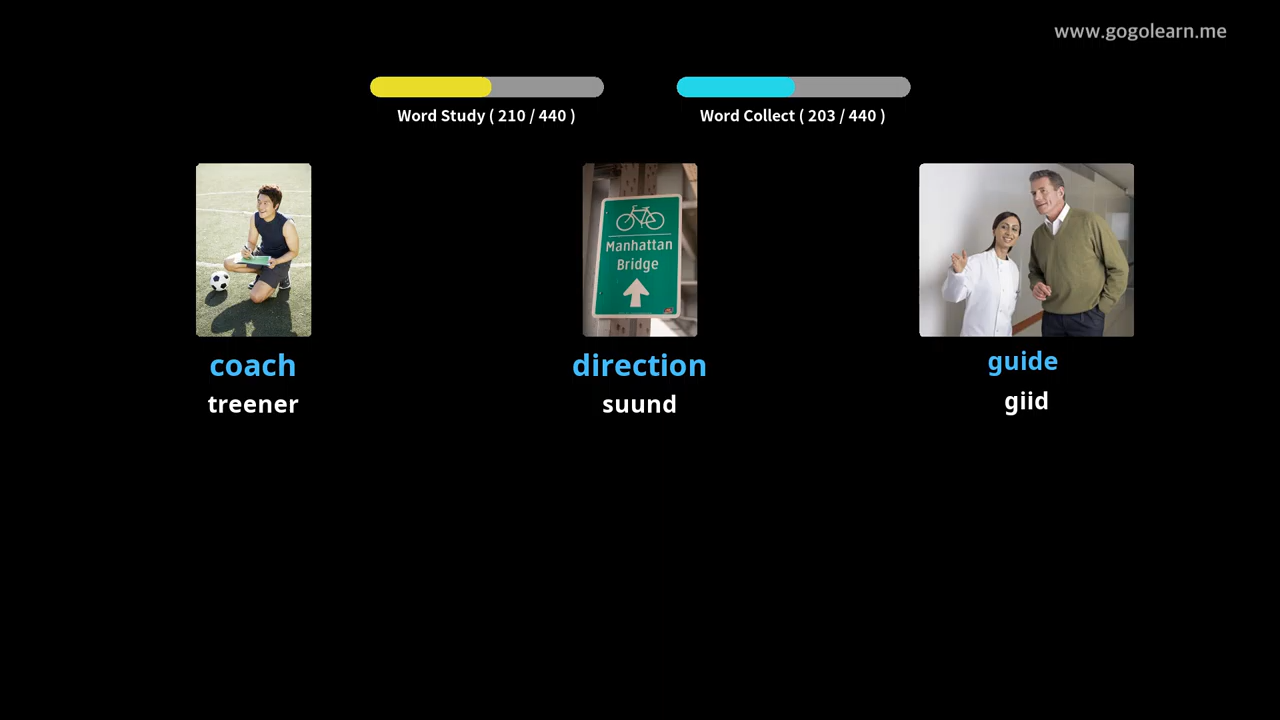 www.gogolearn.me
Word Study ( 210 / 440 )
Word Collect ( 203 / 440 )
Manhattan
Bridge
coach
direction
guide
treener
suund
giid